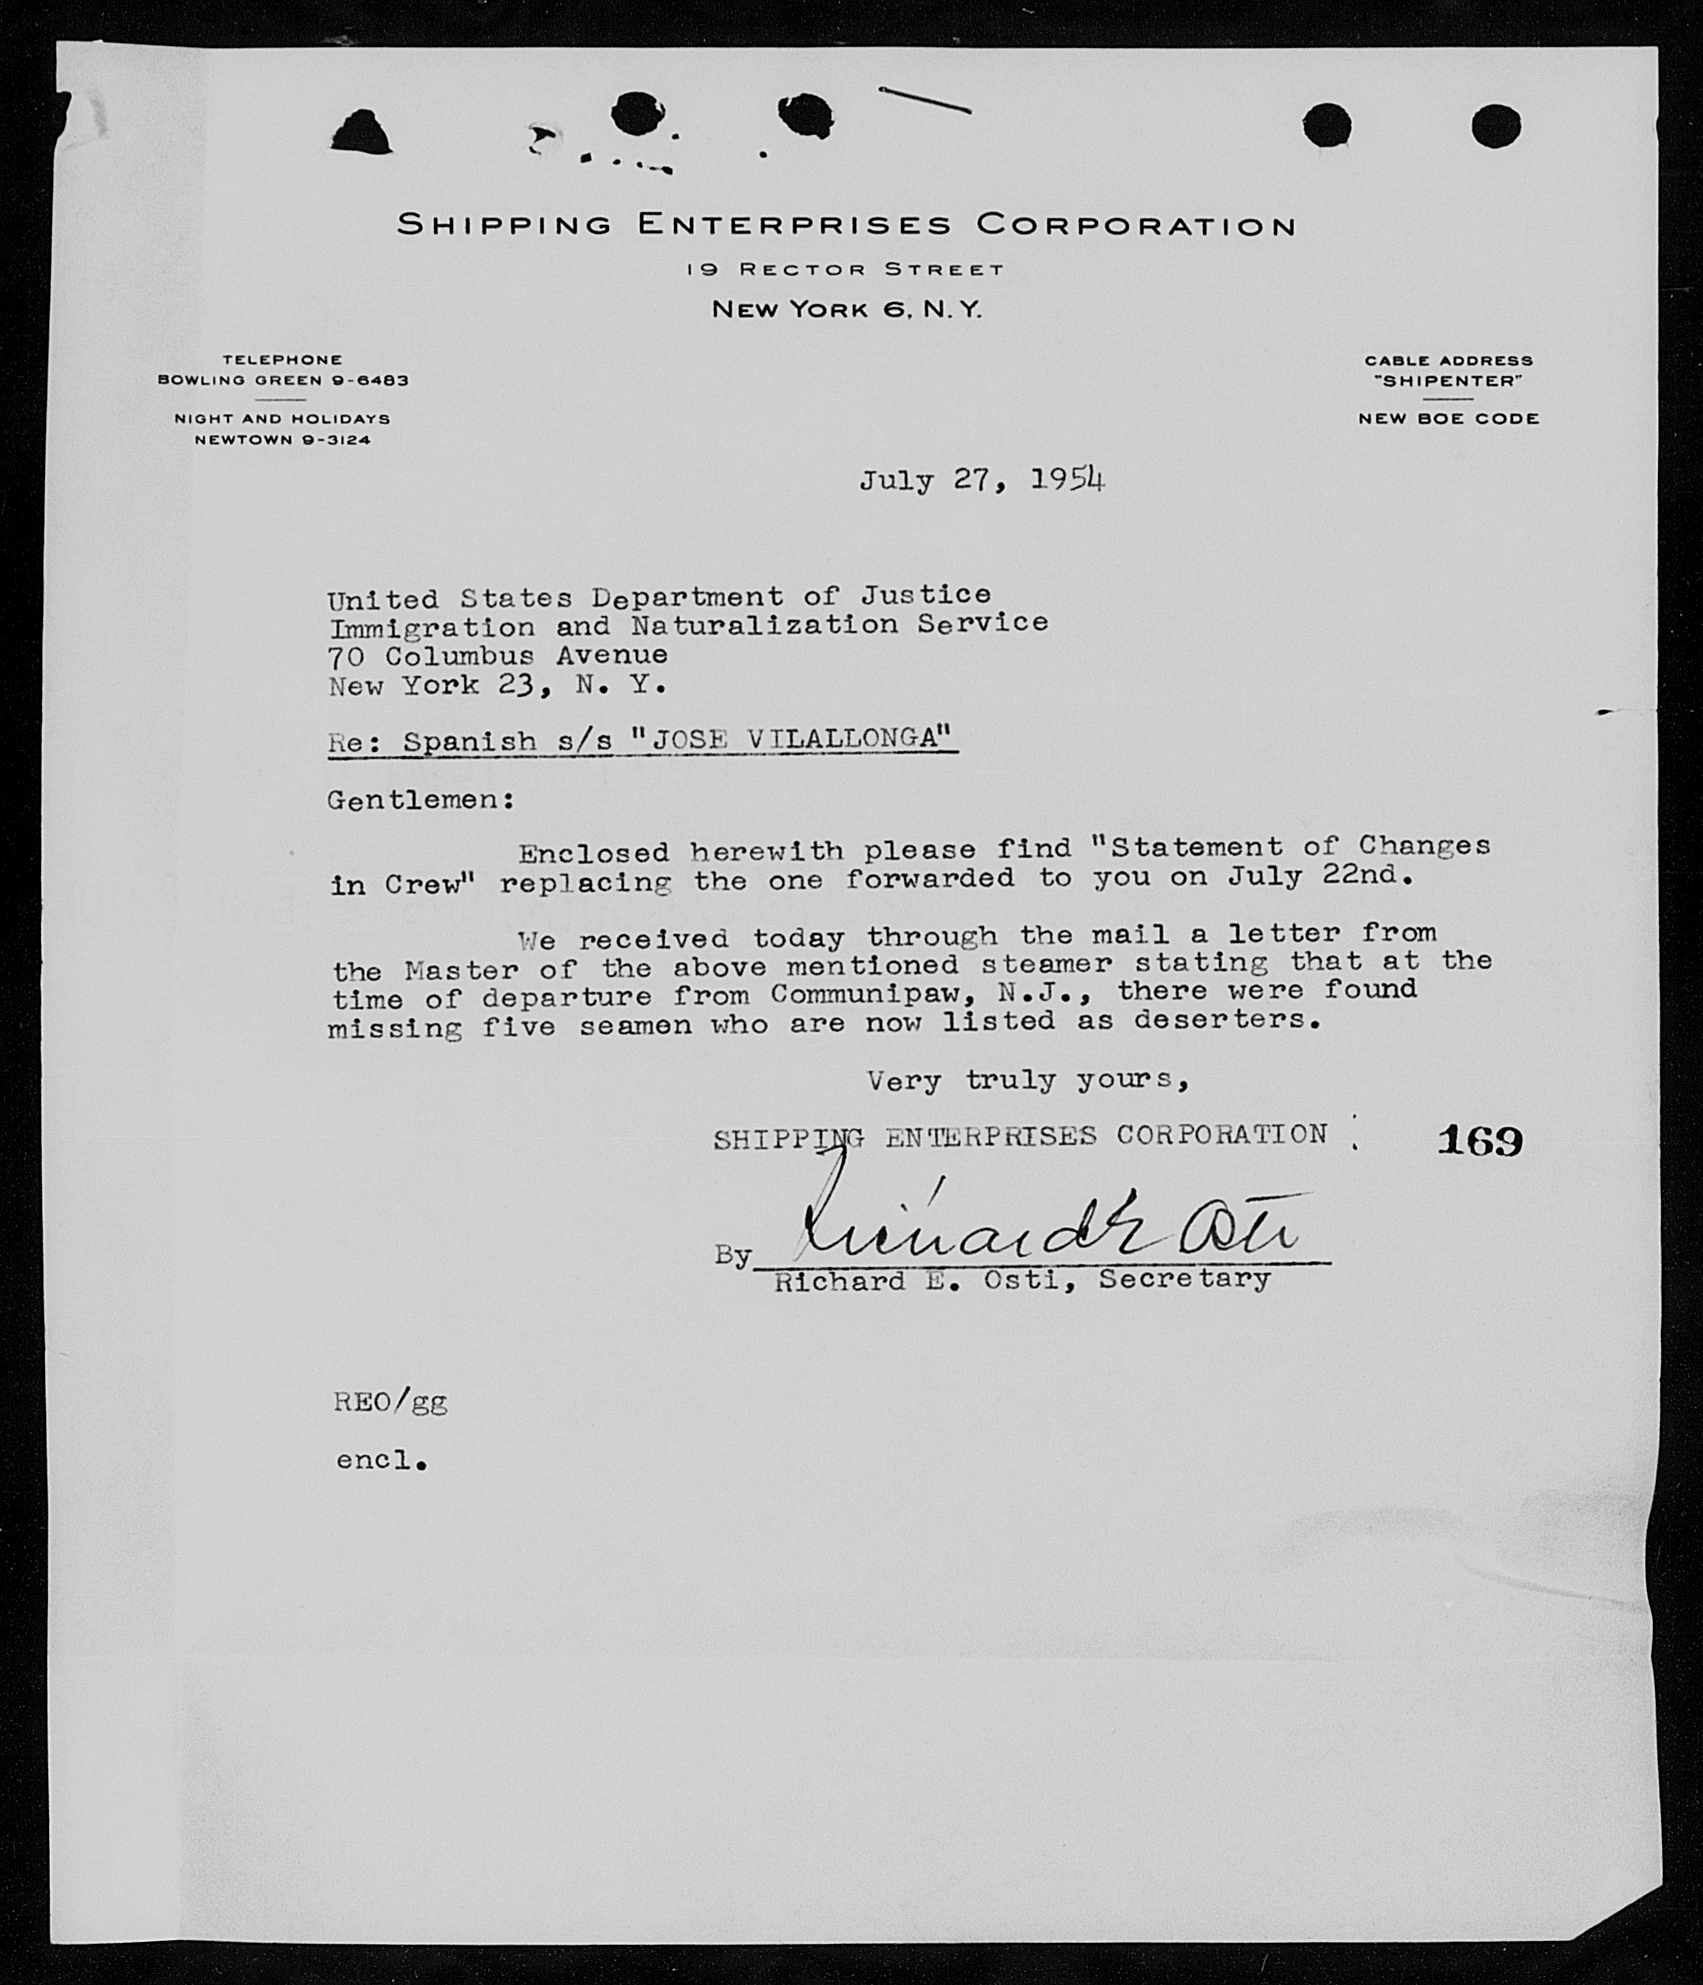 SHIPPING ENTERPRISES CORPORATION
19 RECTOR STREET
NEW YORK 6, N.Y.
TELEPHONE
BOWLING GREEN 9-6483
NIGHT AND HOLIDAYS
NEWTOWN 9-3124
CABLE ADDRESS
"SHIPENTER"
NEW BOE CODE
July 27, 1954
United States Department of Justice
Immigration and Naturalization Service
70 Columbus Avenue
New York 23, N. Y.
Re: Spanish s/s "JOSE VILALLONGA"
Gentlemen:
Enclosed herewith please find "Statement of Changes
in Crew" replacing the one forwarded to you on July 22nd.
We received today through the mail a letter from
the Master of the above mentioned steamer stating that at the
time of departure from Communipaw, N.J., there were found
missing five seamen who are now listed as deserters.
Very truly yours,
SHIPPING ENTERPRISES CORPORATION
169
By Richard E Osti
Richard E. Osti, Secretary
REO/gg
encl.